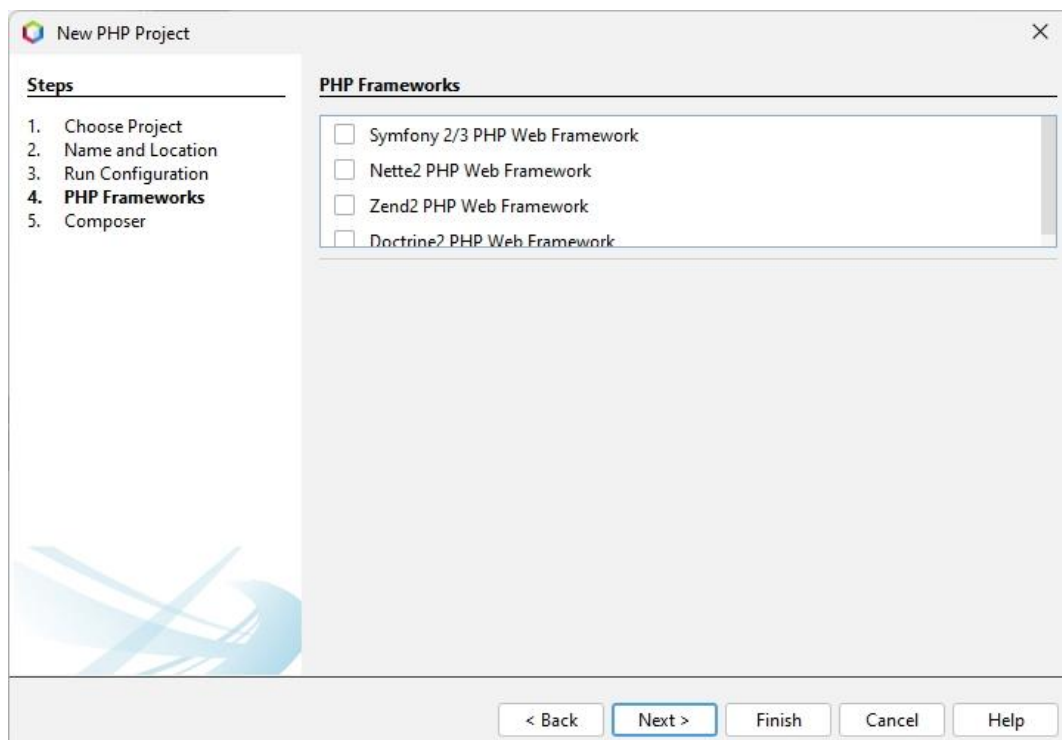 New PHP Project
Steps
1. Choose Project
2. Name and Location
3. Run Configuration
4. PHP Frameworks
5. Composer
PHP Frameworks
Symfony 2/3 PHP Web Framework
Nette2 PHP Web Framework
Zend2 PHP Web Framework
Doctrine2 PHP Web Framework
< Back Next > Finish Cancel Help